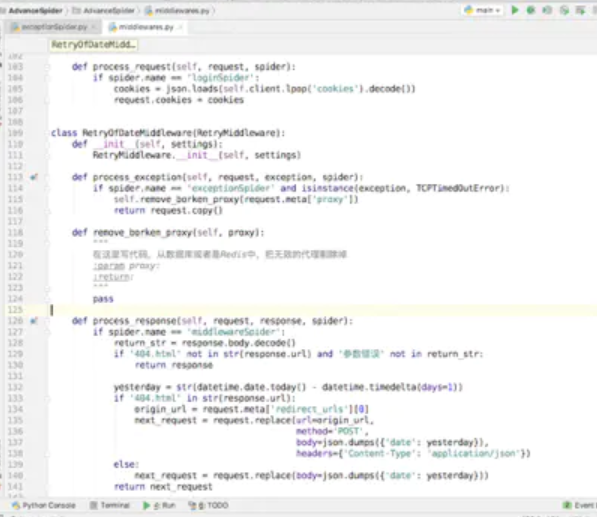 AdvanceSpider AdvanceSpider middlewares.py main
exceptionSpider.py middlewares.py
RetryOfDateMidd...
102
103 def process_request(self, request, spider):
104 if spider.name == 'loginSpider':
105 cookies = json.loads(self.client.lpop('cookies').decode())
106 request.cookies = cookies
107
108
109 class RetryOfDateMiddleware(RetryMiddleware):
110 def __init__(self, settings):
111 RetryMiddleware.__init__(self, settings)
112
113 def process_exception(self, request, exception, spider):
114 if spider.name == 'exceptionSpider' and isinstance(exception, TCPTimedOutError):
115 self.remove_borken_proxy(request.meta['proxy'])
116 return request.copy()
117
118 def remove_borken_proxy(self, proxy):
119 """
120 在这里写代码，从数据库或者是Redis中，把无效的代理删除掉
121 :param proxy:
122 :return:
123 """
124 pass
125
126 def process_response(self, request, response, spider):
127 if spider.name == 'middlewareSpider':
128 return_str = response.body.decode()
129 if '404.html' not in str(response.url) and '参数错误' not in return_str:
130 return response
131
132 yesterday = str(datetime.date.today() - datetime.timedelta(days=1))
133 if '404.html' in str(response.url):
134 origin_url = request.meta['redirect_urls'][0]
135 next_request = request.replace(url=origin_url,
136 method='POST',
137 body=json.dumps({'date': yesterday}),
138 headers={'Content-Type': 'application/json'})
139 else:
140 next_request = request.replace(body=json.dumps({'date': yesterday}))
141 return next_request
Python Console Terminal 4: Run 6: TODO Event